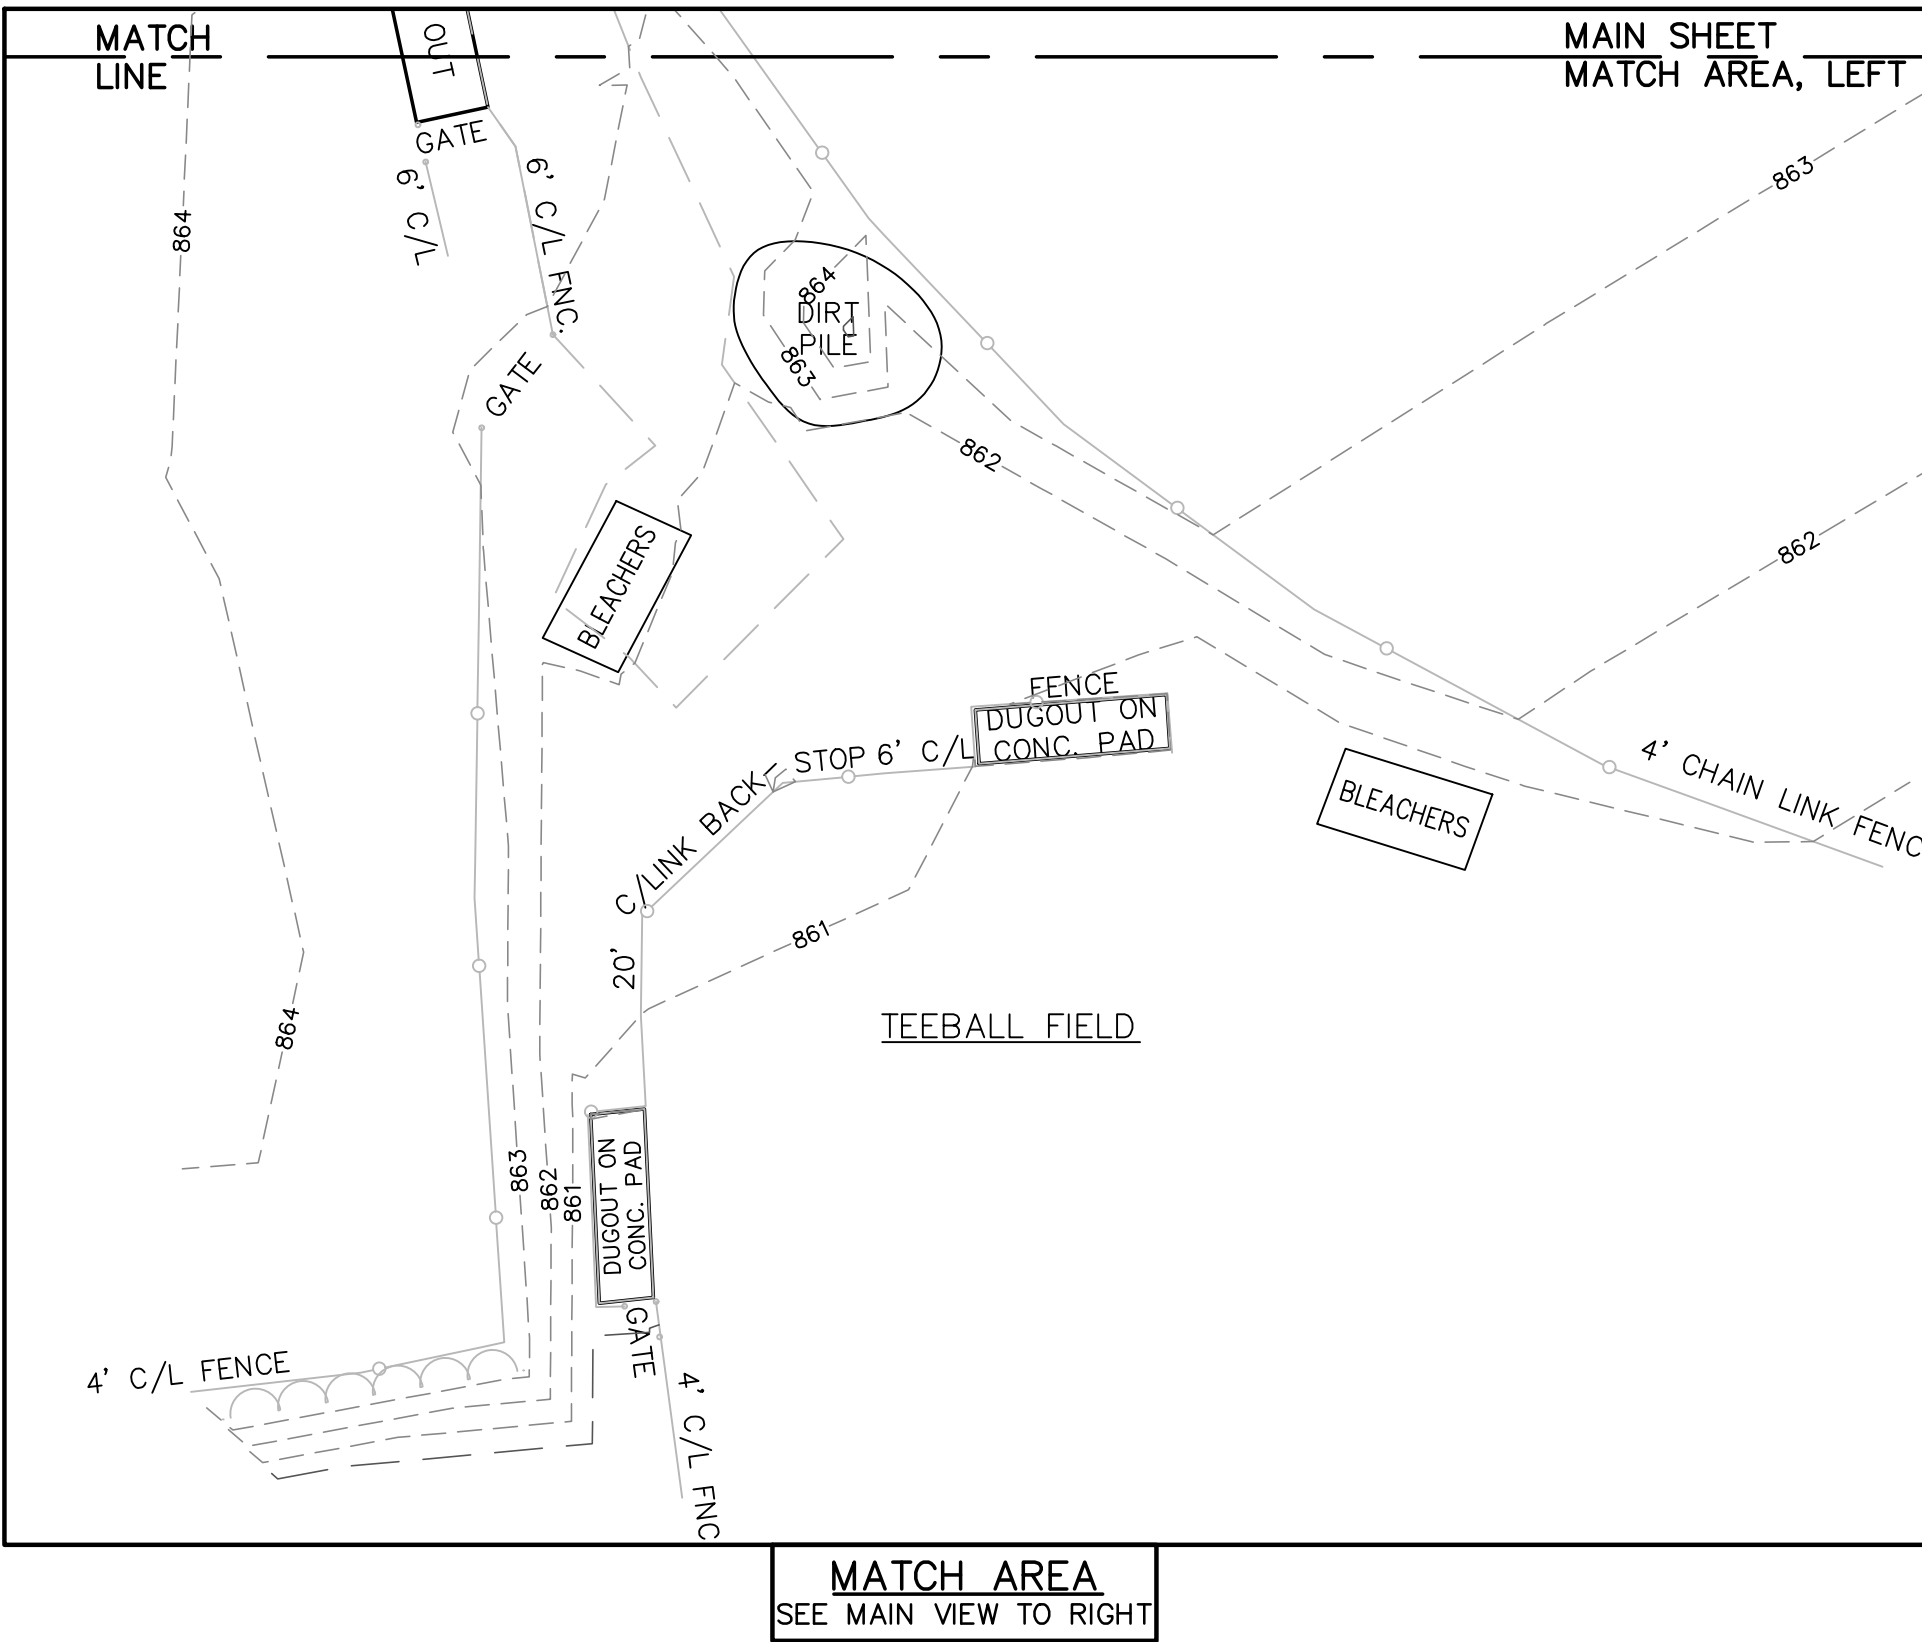 MATCH
LINE
MAIN SHEET
MATCH AREA, LEFT
OUT
GATE
6' C/L
6' C/L FNC.
864
863
864
DIRT
PILE
863
GATE
862
862
BLEACHERS
FENCE
DUGOUT ON
CONC. PAD
20' C/LINK BACK- STOP 6' C/L
BLEACHERS
4' CHAIN LINK FENC
861
864
TEEBALL FIELD
863
862
861
DUGOUT ON
CONC. PAD
GATE
4' C/L FENCE
4' C/L FNC
MATCH AREA
SEE MAIN VIEW TO RIGHT